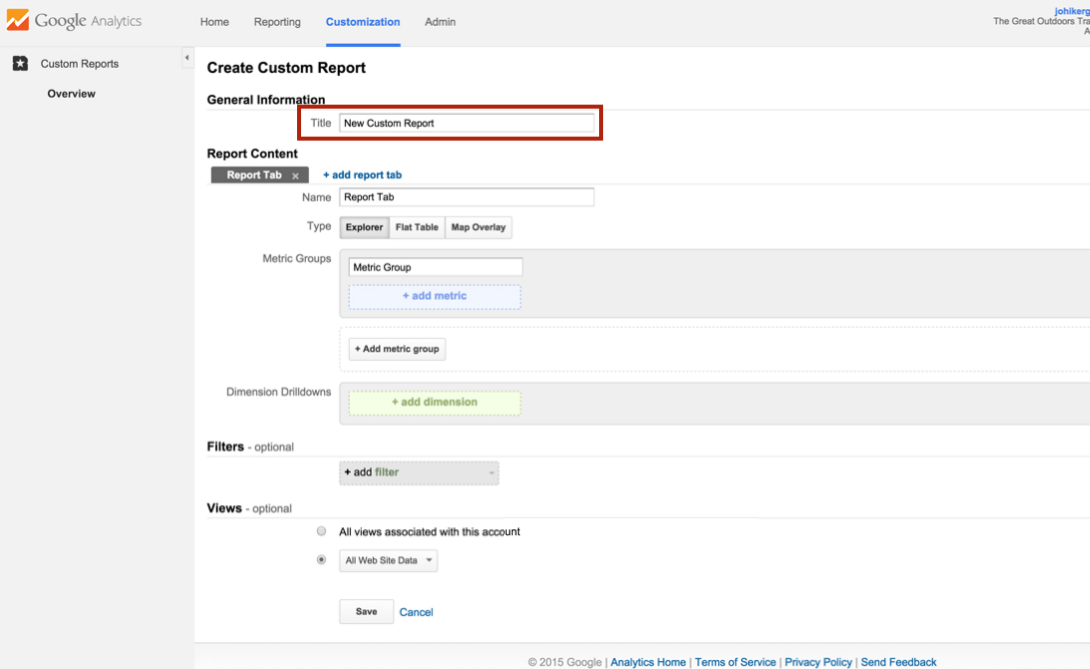 Google Analytics
Home Reporting Customization Admin
johikerg
The Great Outdoors Tra
A
Custom Reports
Overview
Create Custom Report
General Information
Title New Custom Report
Report Content
Report Tab x + add report tab
Name Report Tab
Type Explorer Flat Table Map Overlay
Metric Groups
Metric Group
+ add metric
+ Add metric group
Dimension Drilldowns
+ add dimension
Filters - optional
+ add filter
Views - optional
All views associated with this account
All Web Site Data
Save Cancel
© 2015 Google | Analytics Home | Terms of Service | Privacy Policy | Send Feedback